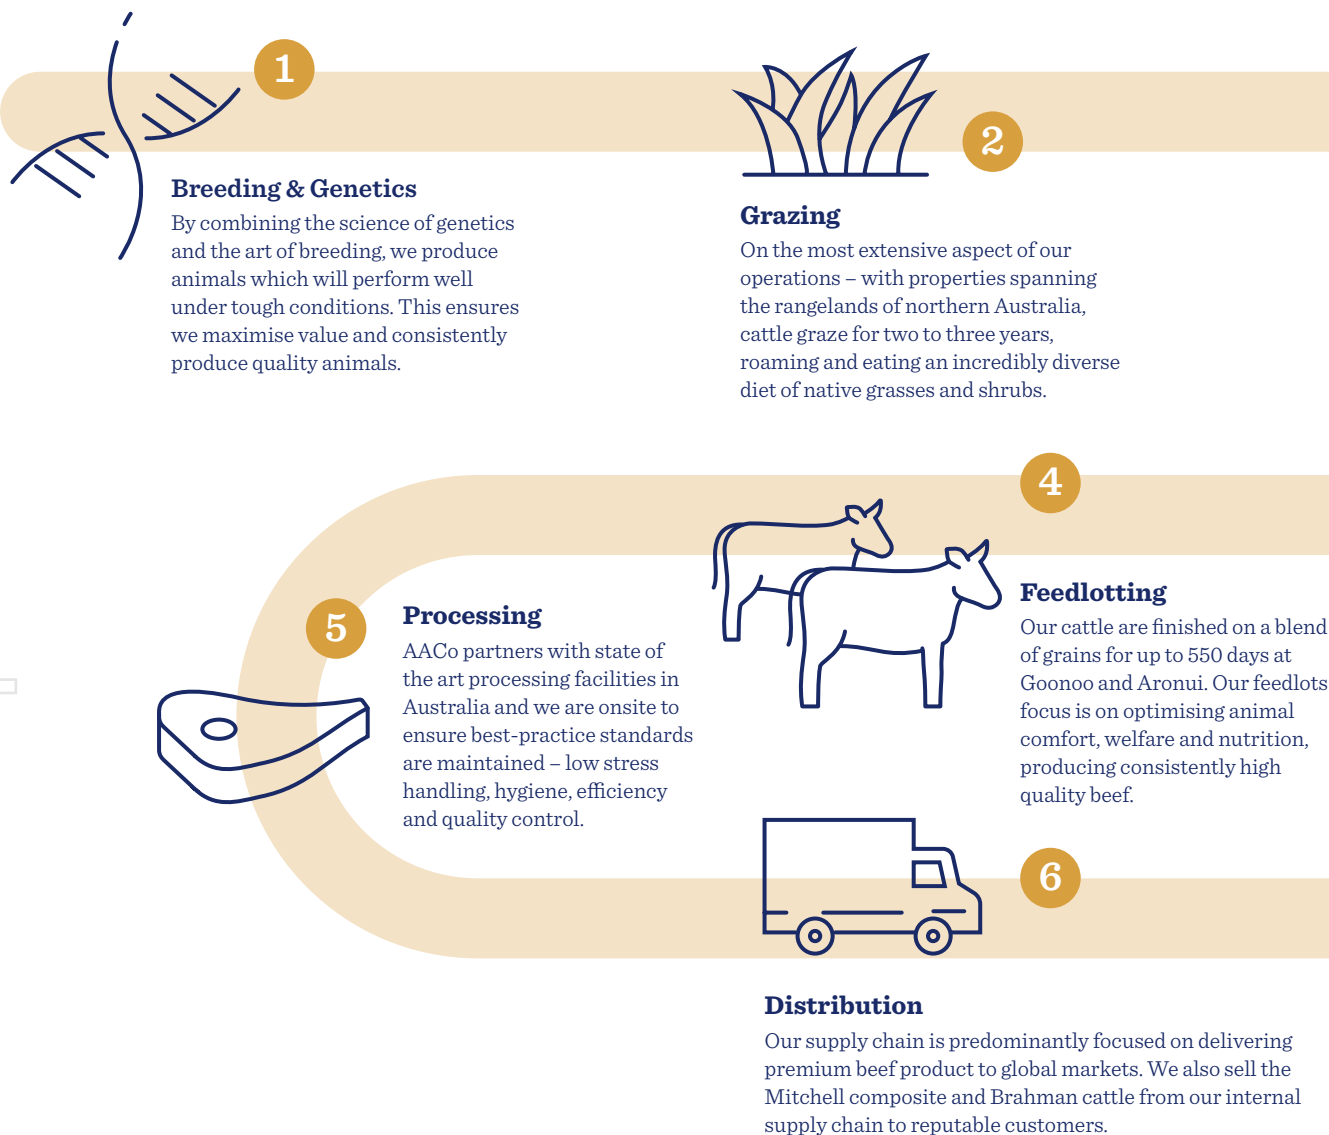 1
Breeding & Genetics
By combining the science of genetics
and the art of breeding, we produce
animals which will perform well
under tough conditions. This ensures
we maximise value and consistently
produce quality animals.
2
Grazing
On the most extensive aspect of our
operations – with properties spanning
the rangelands of northern Australia,
cattle graze for two to three years,
roaming and eating an incredibly diverse
diet of native grasses and shrubs.
4
Feedlotting
Our cattle are finished on a blend
of grains for up to 550 days at
Goonoo and Aronui. Our feedlots
focus is on optimising animal
comfort, welfare and nutrition,
producing consistently high
quality beef.
5
Processing
AACo partners with state of
the art processing facilities in
Australia and we are onsite to
ensure best-practice standards
are maintained – low stress
handling, hygiene, efficiency
and quality control.
6
Distribution
Our supply chain is predominantly focused on delivering
premium beef product to global markets. We also sell the
Mitchell composite and Brahman cattle from our internal
supply chain to reputable customers.